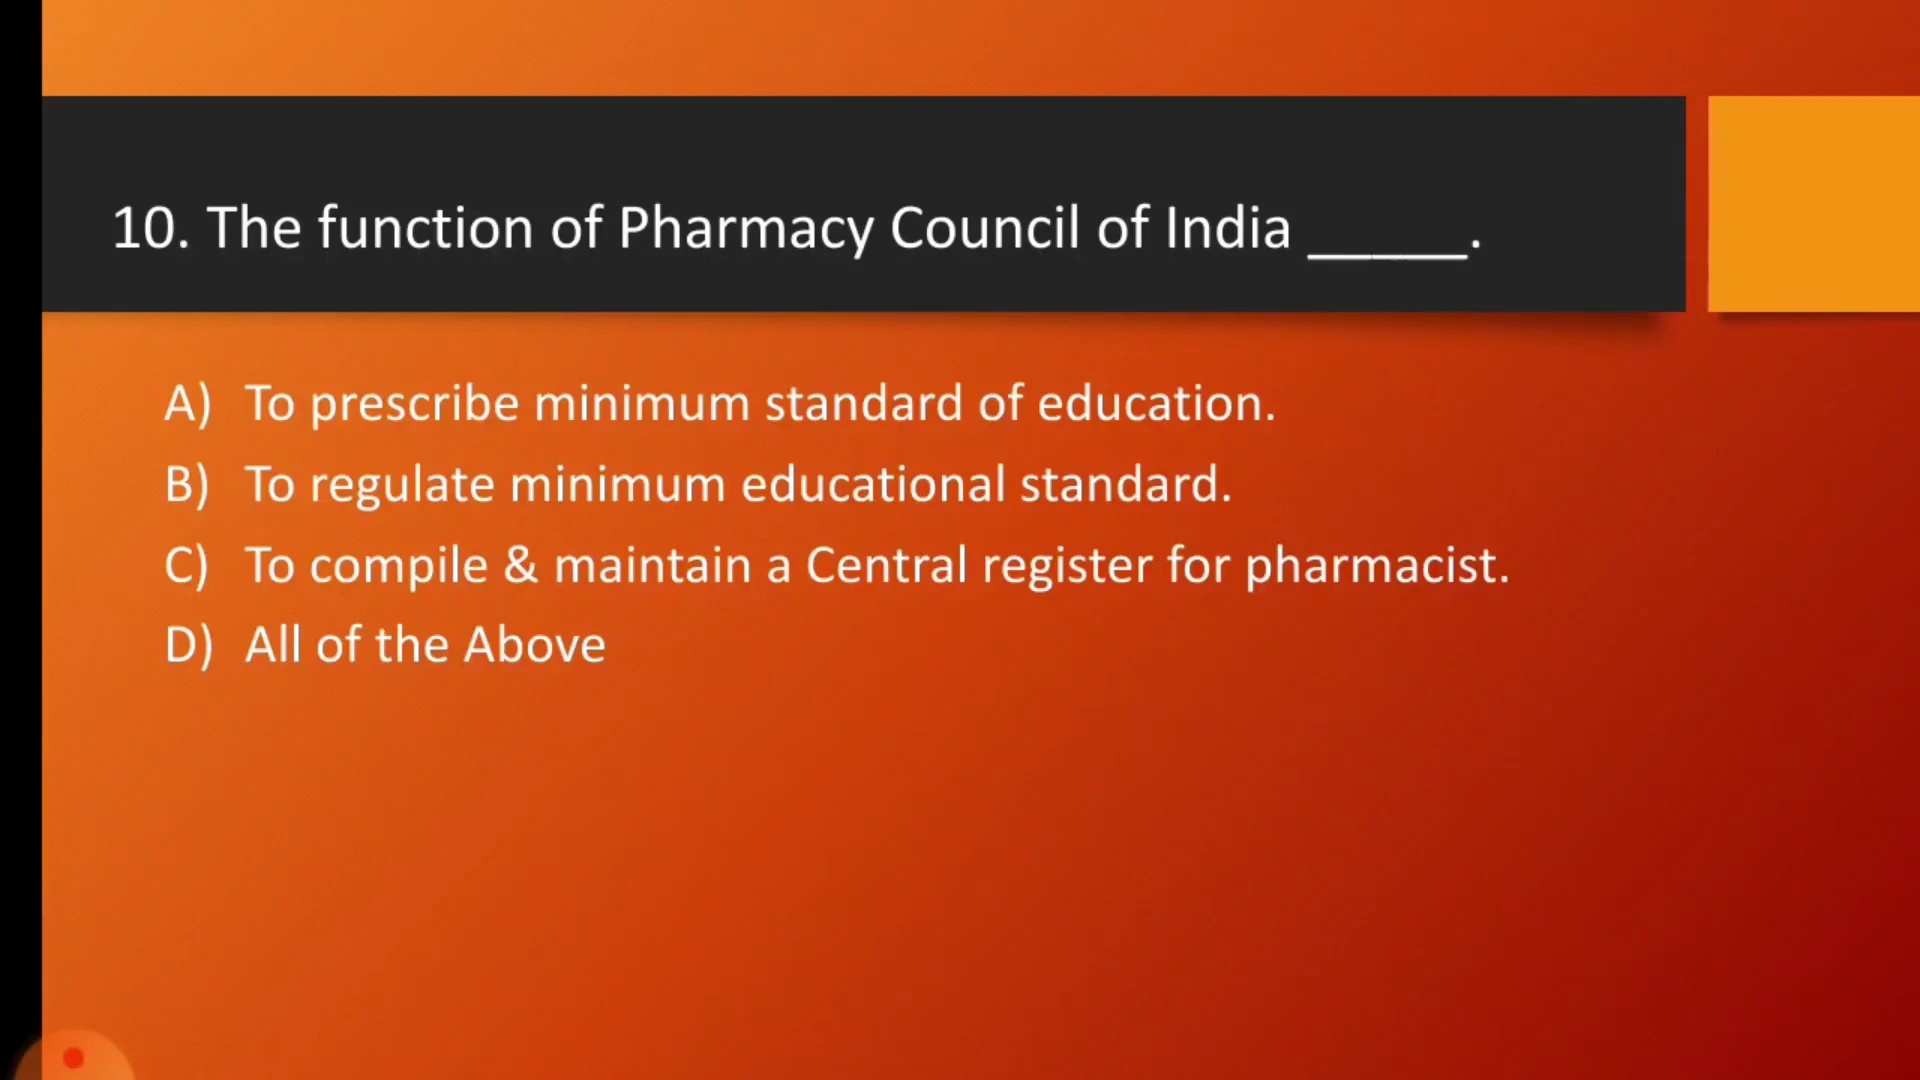 10. The function of Pharmacy Council of India _____.
A) To prescribe minimum standard of education.
B) To regulate minimum educational standard.
C) To compile & maintain a Central register for pharmacist.
D) All of the Above